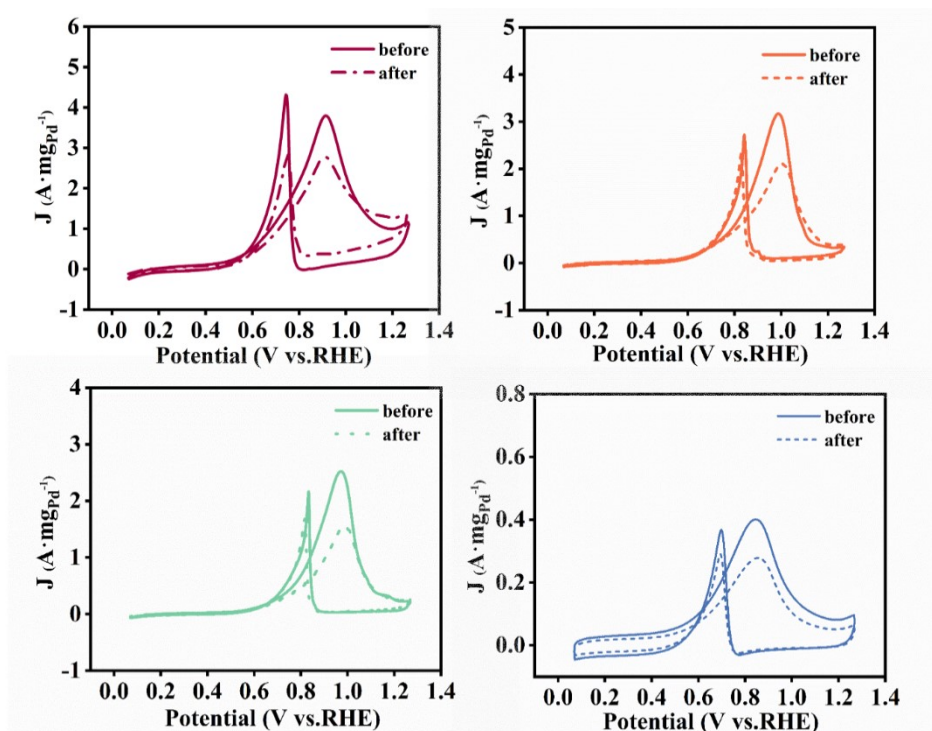 6
5
4
3
2
1
0
-1
J (A·mg_Pd⁻¹)
before
after
0.0 0.2 0.4 0.6 0.8 1.0 1.2 1.4
Potential (V vs.RHE)
5
4
3
2
1
0
-1
J (A·mg_Pd⁻¹)
before
after
0.0 0.2 0.4 0.6 0.8 1.0 1.2 1.4
Potential (V vs.RHE)
4
3
2
1
0
-1
J (A·mg_Pd⁻¹)
before
after
0.0 0.2 0.4 0.6 0.8 1.0 1.2 1.4
Potential (V vs.RHE)
0.8
0.6
0.4
0.2
0.0
J (A·mg_Pd⁻¹)
before
after
0.0 0.2 0.4 0.6 0.8 1.0 1.2 1.4
Potential (V vs.RHE)